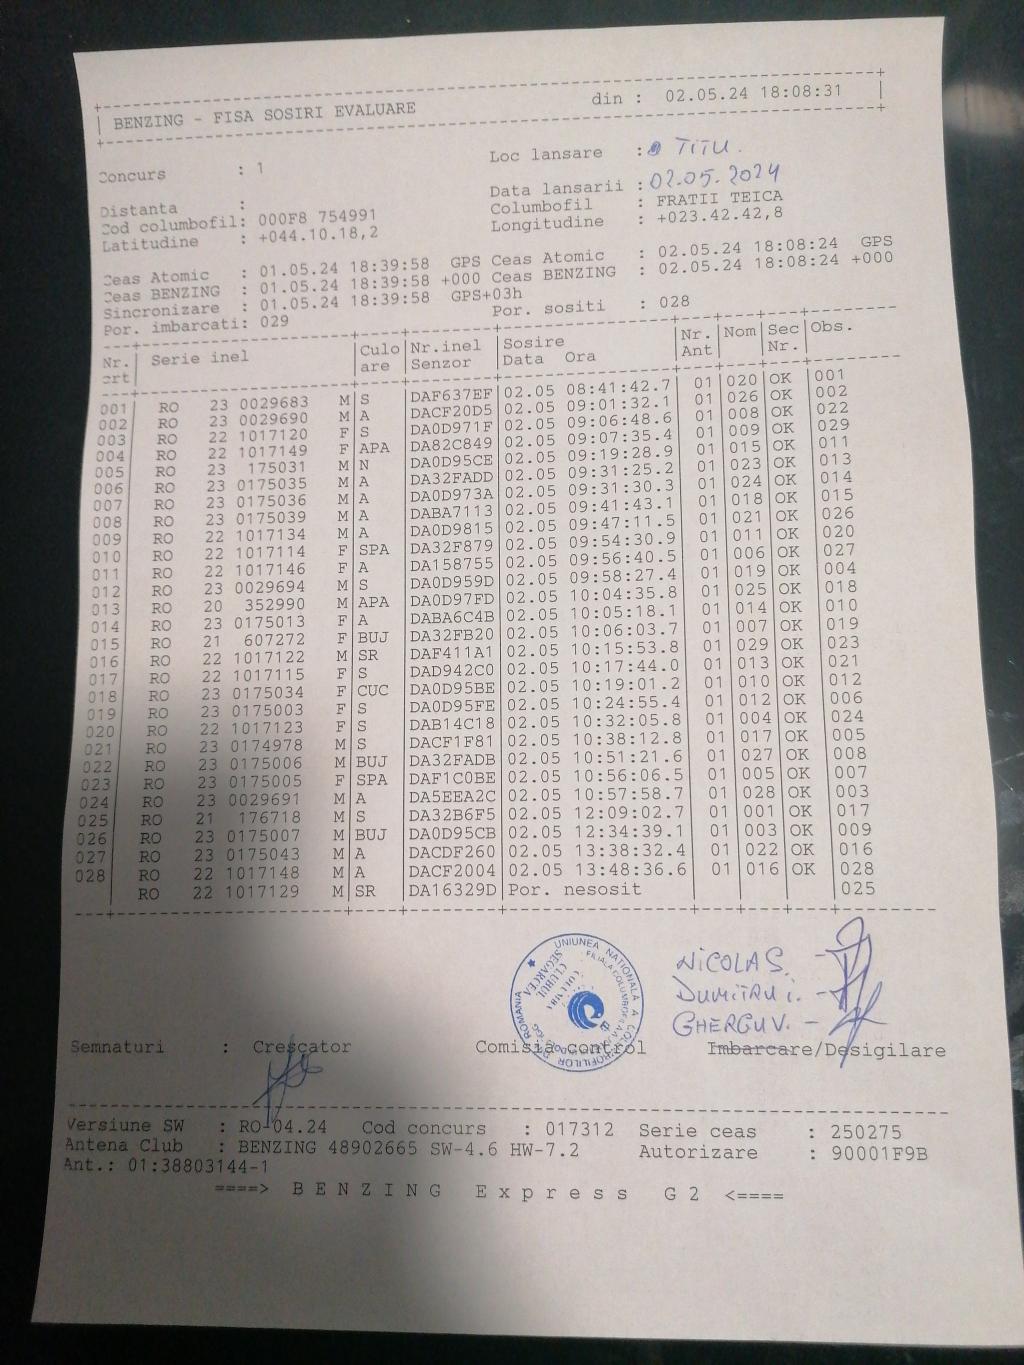 BENZING - FISA SOSIRI EVALUARE din : 02.05.24 18:08:31
Concurs : 1 Loc lansare : TITU.
Data lansarii : 02.05.2024
Distanta : Columbofil : FRATII TEICA
Cod columbofil: 000F8 754991 Longitudine : +023.42.42,8
Latitudine : +044.10.18,2
Ceas Atomic : 01.05.24 18:39:58 GPS Ceas Atomic : 02.05.24 18:08:24 GPS
Ceas BENZING : 01.05.24 18:39:58 +000 Ceas BENZING : 02.05.24 18:08:24 +000
Sincronizare : 01.05.24 18:39:58 GPS+03h
Por. imbarcati: 029 Por. sositi : 028
Nr. Serie inel Culo Nr.inel Sosire Nr. Nom Sec Obs.
crt are Senzor Data Ora Ant Nr.
001 RO 23 0029683 M S DAF637EF 02.05 08:41:42.7 01 020 OK 001
002 RO 23 0029690 M A DACF20D5 02.05 09:01:32.1 01 026 OK 002
003 RO 22 1017120 F S DA0D971F 02.05 09:06:48.6 01 008 OK 022
004 RO 22 1017149 F APA DA82C849 02.05 09:07:35.4 01 009 OK 029
005 RO 23 175031 M N DA0D95CE 02.05 09:19:28.9 01 015 OK 011
006 RO 23 0175035 M A DA32FADD 02.05 09:31:25.2 01 023 OK 013
007 RO 23 0175036 M A DA0D973A 02.05 09:31:30.3 01 024 OK 014
008 RO 23 0175039 M A DABA7113 02.05 09:41:43.1 01 018 OK 015
009 RO 22 1017134 M A DA0D9815 02.05 09:47:11.5 01 021 OK 026
010 RO 22 1017114 F SPA DA32F879 02.05 09:54:30.9 01 011 OK 020
011 RO 22 1017146 F A DA158755 02.05 09:56:40.5 01 006 OK 027
012 RO 23 0029694 M S DA0D959D 02.05 09:58:27.4 01 019 OK 004
013 RO 20 352990 M APA DA0D97FD 02.05 10:04:35.8 01 025 OK 018
014 RO 23 0175013 F A DABA6C4B 02.05 10:05:18.1 01 014 OK 010
015 RO 21 607272 F BUJ DA32FB20 02.05 10:06:03.7 01 007 OK 019
016 RO 22 1017122 M SR DAF411A1 02.05 10:15:53.8 01 029 OK 023
017 RO 22 1017115 F S DAD942C0 02.05 10:17:44.0 01 013 OK 021
018 RO 23 0175034 F CUC DA0D95BE 02.05 10:19:01.2 01 010 OK 012
019 RO 23 0175003 F S DA0D95FE 02.05 10:24:55.4 01 012 OK 006
020 RO 22 1017123 F S DAB14C18 02.05 10:32:05.8 01 004 OK 024
021 RO 23 0174978 M S DACF1F81 02.05 10:38:12.8 01 017 OK 005
022 RO 23 0175006 M BUJ DA32FADB 02.05 10:51:21.6 01 027 OK 008
023 RO 23 0175005 F SPA DAF1C0BE 02.05 10:56:06.5 01 005 OK 007
024 RO 23 0029691 M A DA5EEA2C 02.05 10:57:58.7 01 028 OK 003
025 RO 21 176718 M S DA32B6F5 02.05 12:09:02.7 01 001 OK 017
026 RO 23 0175007 M BUJ DA0D95CB 02.05 12:34:39.1 01 003 OK 009
027 RO 23 0175043 M A DACDF260 02.05 13:38:32.4 01 022 OK 016
028 RO 22 1017148 M A DACF2004 02.05 13:48:36.6 01 016 OK 028
RO 22 1017129 M SR DA16329D Por. nesosit 025
UNIUNEA NATIONALĂ A
CLUBUL
SEGARCEA
ROMANIA
NICOLAS. -
DUMITRU i. -
GHERGU V. -
Semnaturi : Crescator Comisia control Imbarcare/Desigilare
Versiune SW : RO-04.24 Cod concurs : 017312 Serie ceas : 250275
Antena Club : BENZING 48902665 SW-4.6 HW-7.2 Autorizare : 90001F9B
Ant.: 01:38803144-1
====> B E N Z I N G E x p r e s s G 2 <====